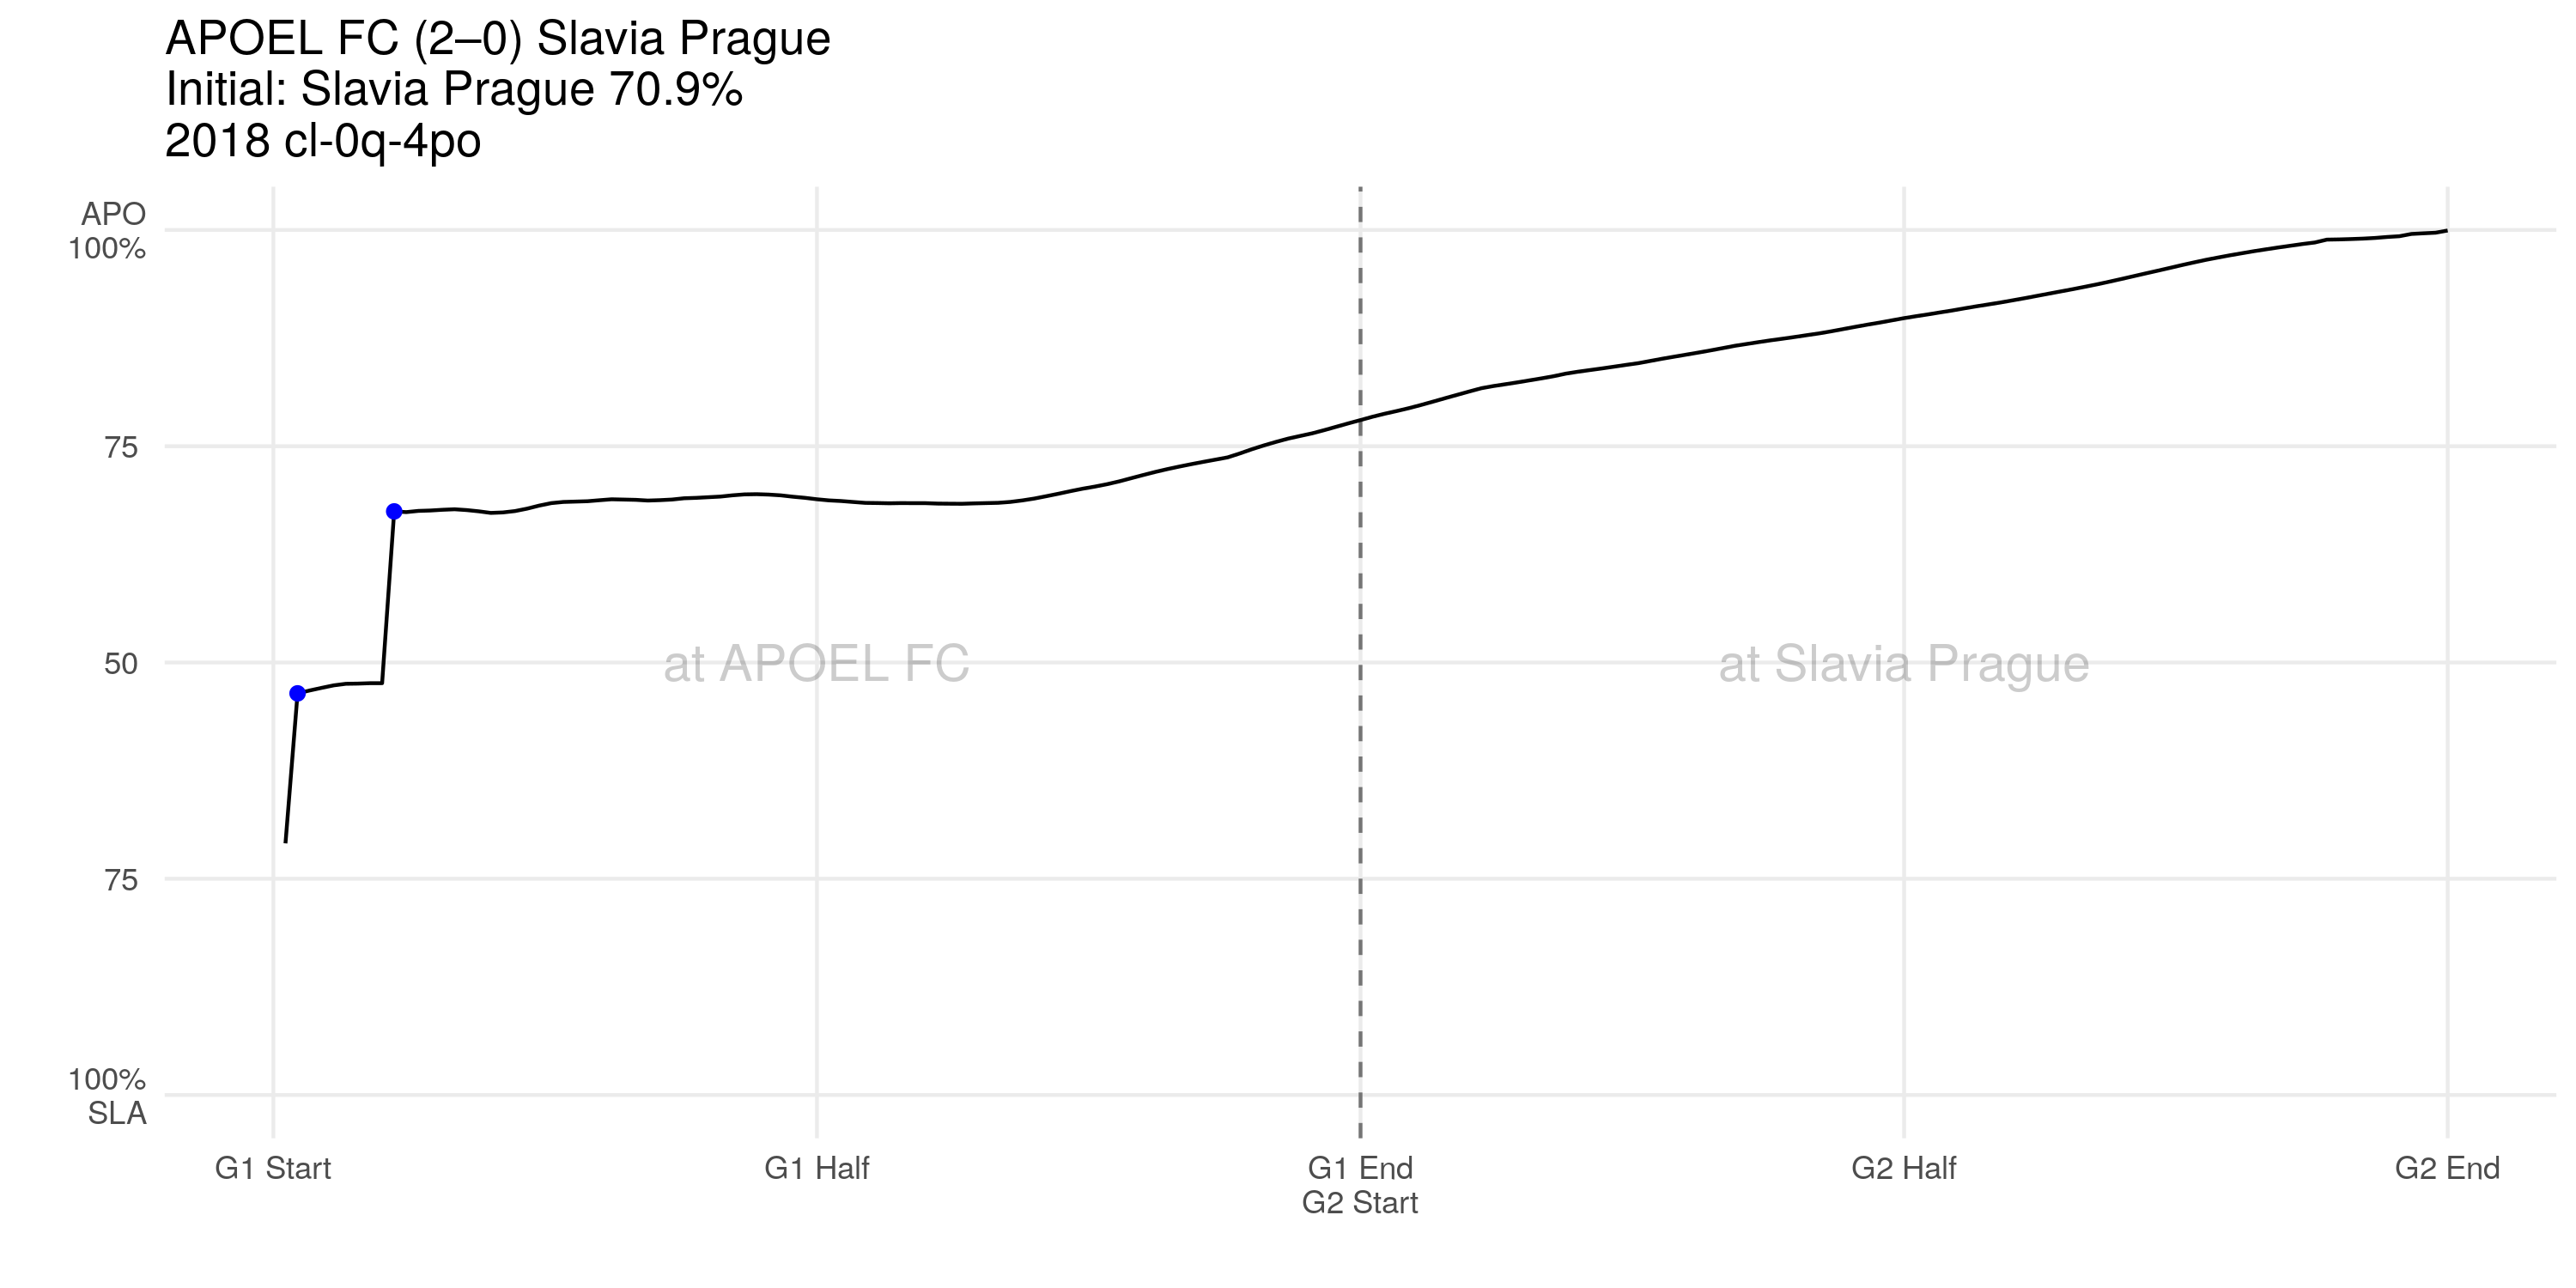 APOEL FC (2–0) Slavia Prague
Initial: Slavia Prague 70.9%
2018 cl-0q-4po
APO
100%
75
50
75
100%
SLA
at APOEL FC
at Slavia Prague
G1 Start
G1 Half
G1 End
G2 Start
G2 Half
G2 End